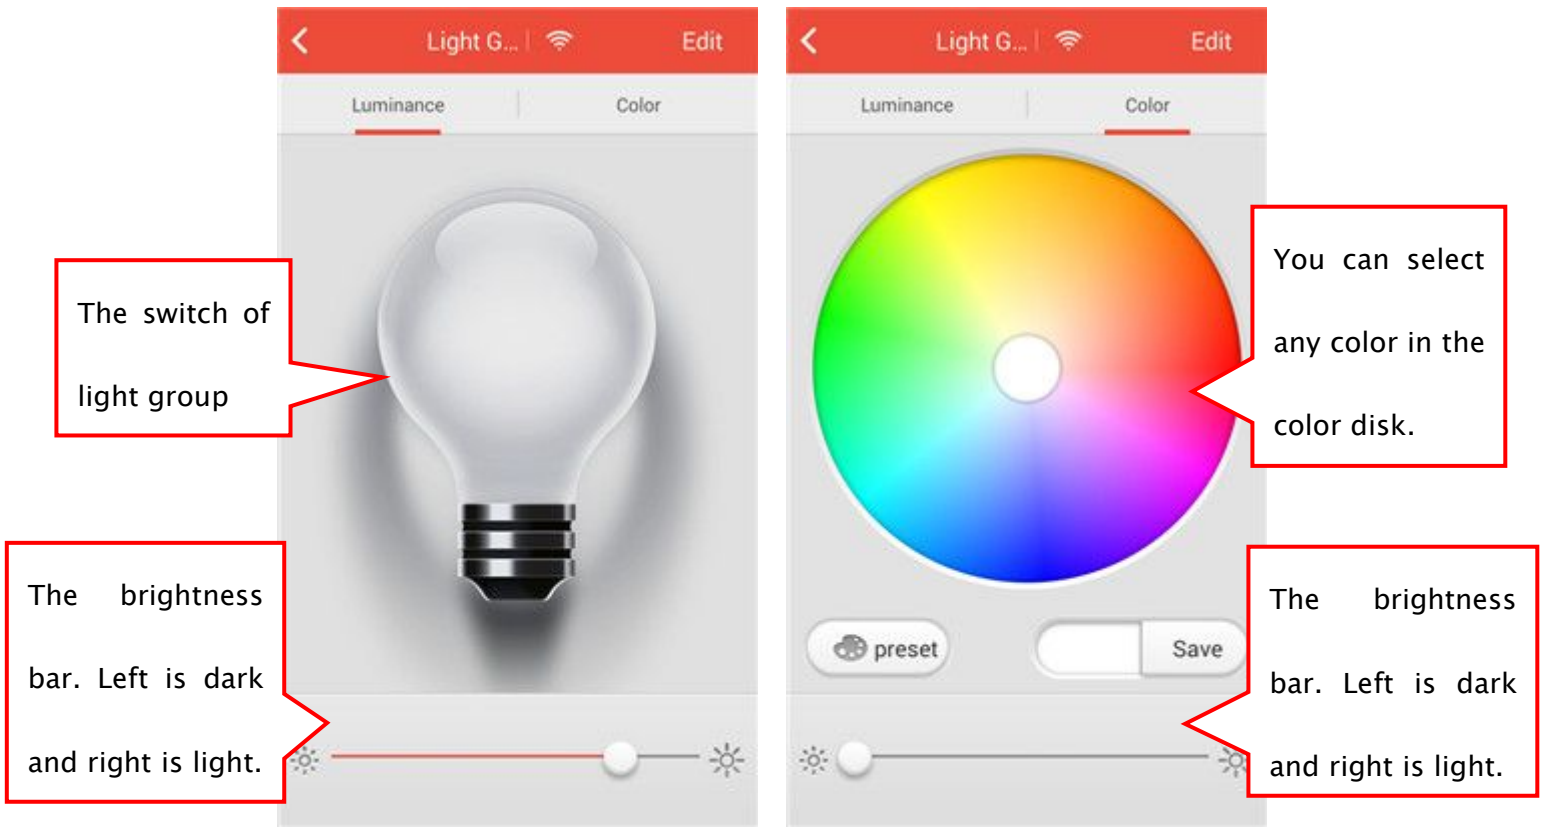 Light G...
Edit
Luminance
Color
The switch of
light group
The brightness
bar. Left is dark
and right is light.
Light G...
Edit
Luminance
Color
You can select
any color in the
color disk.
preset
Save
The brightness
bar. Left is dark
and right is light.